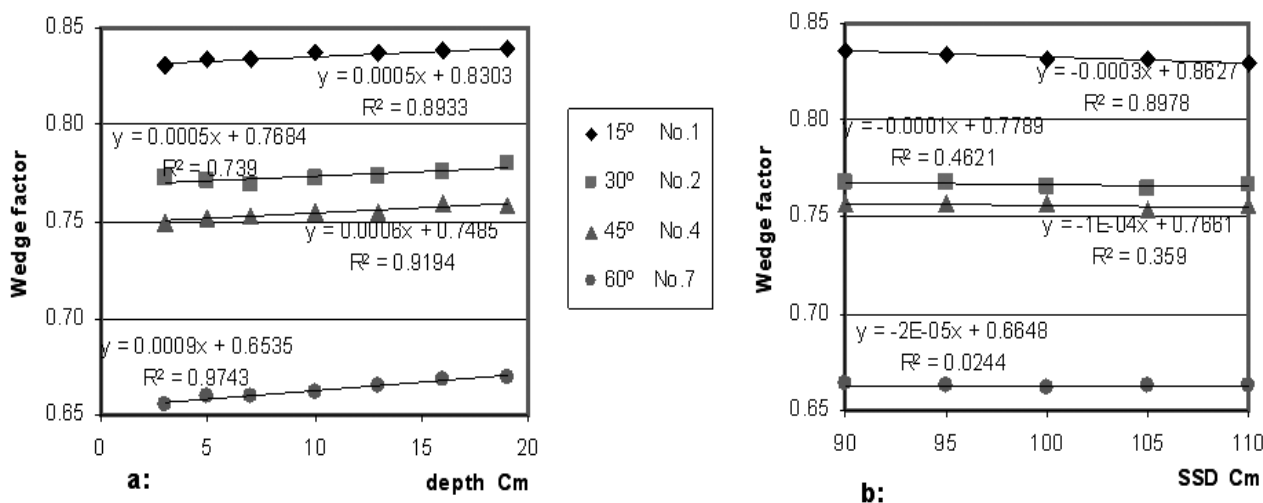 0.85
0.80
0.75
0.70
0.65
Wedge factor
y = 0.0005x + 0.8303
R² = 0.8933
y = 0.0005x + 0.7684
R² = 0.739
y = 0.0006x + 0.7485
R² = 0.9194
y = 0.0009x + 0.6535
R² = 0.9743
0 5 10 15 20
a: depth Cm
15º No.1
30º No.2
45º No.4
60º No.7
0.85
0.80
0.75
0.70
0.65
Wedge factor
y = -0.0003x + 0.8627
R² = 0.8978
y = -0.0001x + 0.7789
R² = 0.4621
y = -1E-04x + 0.7661
R² = 0.359
y = -2E-05x + 0.6648
R² = 0.0244
90 95 100 105 110
b: SSD Cm